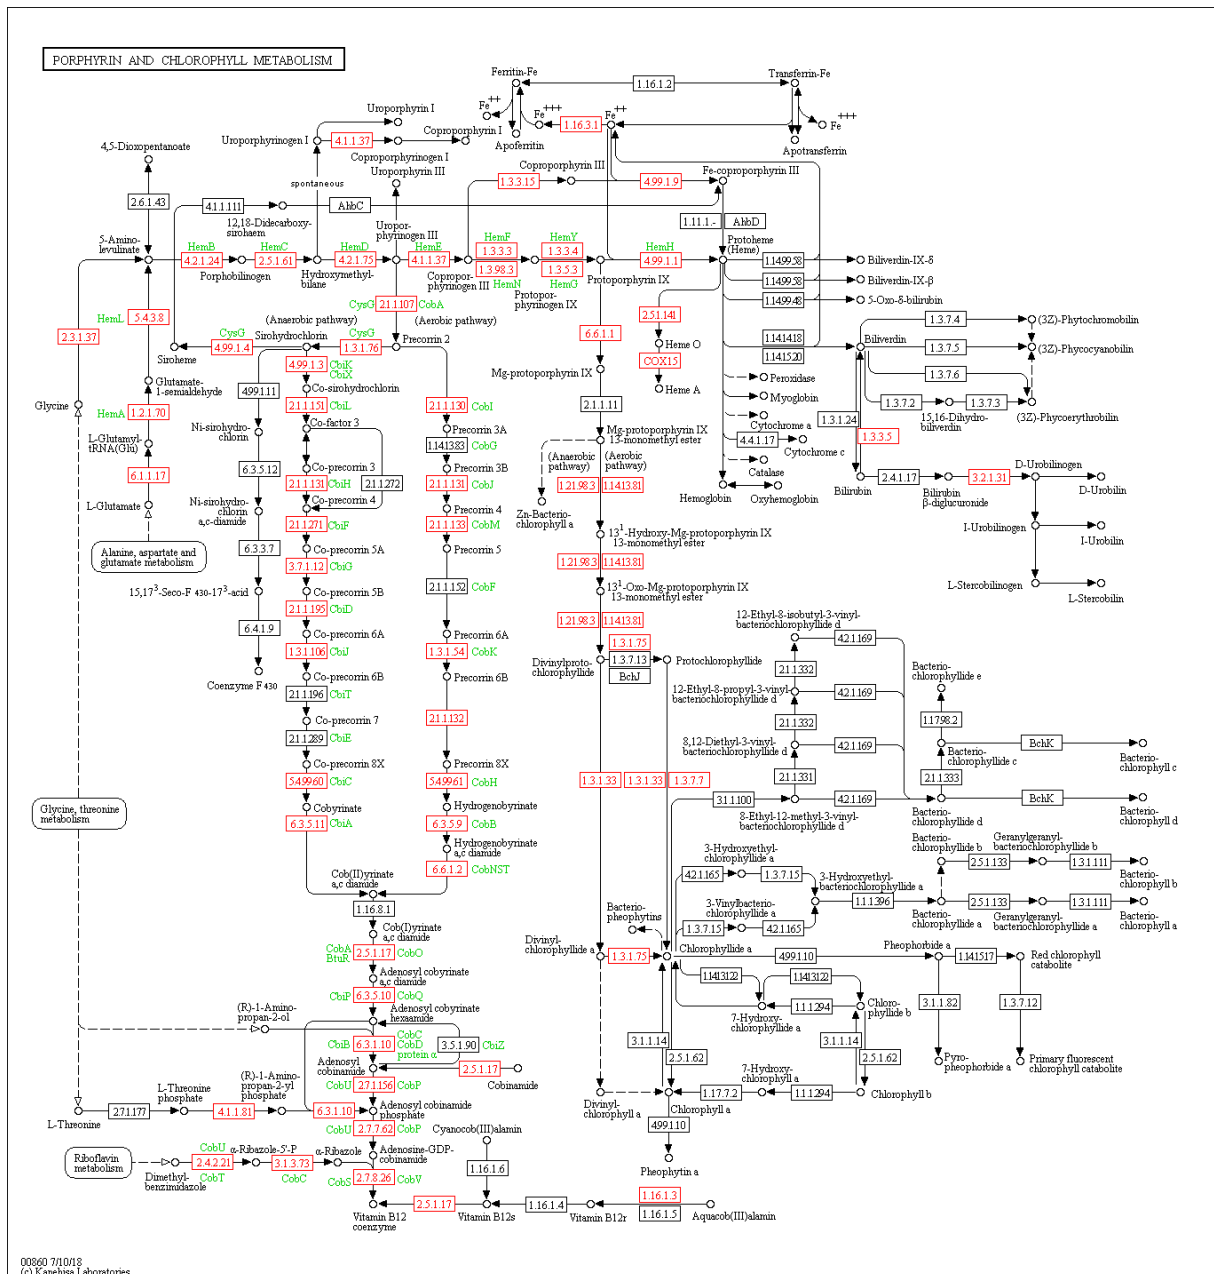 PORPHYRIN AND CHLOROPHYLL METABOLISM
Ferritin-Fe
1.16.1.2
Transferrin-Fe
Fe++
Fe+++
Fe++
Fe+++
1.16.3.1
Apoferritin
Apotransferrin
Uroporphyrin I
Uroporphyrinogen I
4.1.1.37
Coproporphyrin I
Coproporphyrinogen I
Uroporphyrin III
4,5-Dioxopentanoate
spontaneous
Coproporphyrin III
1.3.3.15
4.99.1.9
Fe-coproporphyrin III
2.6.1.43
4.1.1.111
AhbC
12,18-Didecarboxy-
sirohaem
Uropor-
phyrinogen III
1.11.1.-
AhbD
5-Amino-
levulinate
HemB
4.2.1.24
Porphobilinogen
HemC
2.5.1.61
Hydroxymethyl-
bilane
HemD
4.2.1.75
HemE
4.1.1.37
Copropor-
phyrinogen III
HemF
1.3.3.3
1.3.98.3
HemN
Protopor-
phyrinogen IX
HemY
1.3.3.4
1.3.5.3
HemG
Protoporphyrin IX
HemH
4.99.1.1
Protoheme
(Heme)
1.14.99.58
Biliverdin-IX-δ
1.14.99.58
Biliverdin-IX-β
1.14.99.48
5-Oxo-δ-bilirubin
CysG
2.1.1.107
CobA
2.3.1.37
HemL
5.4.3.8
(Anaerobic pathway)
(Aerobic pathway)
Siroheme
CysG
4.99.1.4
Sirohydrochlorin
CysG
1.3.1.76
Precorrin 2
6.6.1.1
2.5.1.141
Heme O
COX15
Heme A
1.14.14.18
1.14.15.20
Biliverdin
1.3.7.4
(3Z)-Phytochromobilin
1.3.7.5
(3Z)-Phycocyanobilin
1.3.7.6
1.3.7.2
15,16-Dihydro-
biliverdin
1.3.7.3
(3Z)-Phycoerythrobilin
4.99.1.3
CbiK
CbiX
4.99.1.11
Co-sirohydrochlorin
Mg-protoporphyrin IX
Glutamate-
1-semialdehyde
Glycine
HemA
1.2.1.70
L-Glutamyl-
tRNA(Glu)
6.1.1.17
L-Glutamate
Alanine, aspartate and
glutamate metabolism
2.1.1.151
CbiL
2.1.1.130
CobI
2.1.1.11
Peroxidase
Myoglobin
Cytochrome a
4.4.1.17
Cytochrome c
Catalase
Hemoglobin
Oxyhemoglobin
1.3.1.24
1.3.3.5
Bilirubin
2.4.1.17
Bilirubin
β-diglucuronide
3.2.1.31
D-Urobilinogen
D-Urobilin
I-Urobilinogen
I-Urobilin
L-Stercobilinogen
L-Stercobilin
Ni-sirohydro-
chlorin
Co-factor 3
Precorrin 3A
1.14.13.83
CobG
Mg-protoporphyrin IX
13-monomethyl ester
(Anaerobic
pathway)
(Aerobic
pathway)
6.3.5.12
Co-precorrin 3
Precorrin 3B
2.1.1.131
CbiH
2.1.1.272
2.1.1.131
CobJ
1.21.98.3
1.14.13.81
Ni-sirohydro-
chlorin
a,c-diamide
Co-precorrin 4
Precorrin 4
Zn-Bacterio-
chlorophyll a
2.1.1.271
CbiF
2.1.1.133
CobM
13¹-Hydroxy-Mg-protoporphyrin IX
13-monomethyl ester
6.3.3.7
Co-precorrin 5A
Precorrin 5
3.7.1.12
CbiG
1.21.98.3
1.14.13.81
15,17³-Seco-F 430-17³-acid
Co-precorrin 5B
2.1.1.152
CobF
13¹-Oxo-Mg-protoporphyrin IX
13-monomethyl ester
2.1.1.195
CbiD
1.21.98.3
1.14.13.81
6.4.1.9
Co-precorrin 6A
Precorrin 6A
1.3.1.106
CbiJ
1.3.1.54
CobK
1.3.1.75
1.3.7.13
BchJ
Divinylproto-
chlorophyllide
Protochlorophyllide
Coenzyme F 430
Co-precorrin 6B
Precorrin 6B
2.1.1.196
CbiT
Co-precorrin 7
2.1.1.132
2.1.1.289
CbiE
Co-precorrin 8X
Precorrin 8X
5.4.99.60
CbiC
5.4.99.61
CobH
1.3.1.33
1.3.1.33
1.3.7.7
Cobyrinate
Hydrogenobyrinate
6.3.5.11
CbiA
6.3.5.9
CobB
Hydrogenobyrinate
a,c diamide
6.6.1.2
CobNST
12-Ethyl-8-isobutyl-3-vinyl-
bacteriochlorophyllide d
4.2.1.169
2.1.1.332
12-Ethyl-8-propyl-3-vinyl-
bacteriochlorophyllide d
4.2.1.169
2.1.1.332
8,12-Diethyl-3-vinyl-
bacteriochlorophyllide d
4.2.1.169
2.1.1.331
3.1.1.100
4.2.1.169
8-Ethyl-12-methyl-3-vinyl-
bacteriochlorophyllide d
Bacterio-
chlorophyllide e
1.17.98.2
Bacterio-
chlorophyllide c
BchK
Bacterio-
chlorophyll c
2.1.1.333
Bacterio-
chlorophyllide d
BchK
Bacterio-
chlorophyll d
Glycine, threonine
metabolism
3-Hydroxyethyl-
chlorophyllide a
4.2.1.165
1.3.7.15
3-Hydroxyethyl-
bacteriochlorophyllide a
3-Vinylbacterio-
chlorophyllide a
1.3.7.15
4.2.1.165
1.1.1.396
Bacterio-
chlorophyllide b
2.5.1.133
Geranylgeranyl-
bacteriochlorophyllide b
1.3.1.111
Bacterio-
chlorophyll b
Bacterio-
chlorophyllide a
2.5.1.133
Geranylgeranyl-
bacteriochlorophyllide a
1.3.1.111
Bacterio-
chlorophyll a
Cob(II)yrinate
a,c diamide
1.16.8.1
Cob(I)yrinate
a,c diamide
CobA
BtuR
2.5.1.17
CobO
Adenosyl cobyrinate
a,c diamide
CbiP
6.3.5.10
CobQ
Adenosyl cobyrinate
hexaamide
Bacterio-
pheophytins
Divinyl-
chlorophyllide a
1.3.1.75
Chlorophyllide a
4.99.1.10
Pheophorbide a
1.14.15.17
Red chlorophyll
catabolite
1.14.13.122
1.14.13.122
7-Hydroxy-
chlorophyllide a
1.1.1.294
Chloro-
phyllide b
3.1.1.82
1.3.7.12
Pyro-
pheophorbide a
Primary fluorescent
chlorophyll catabolite
(R)-1-Amino-
propan-2-ol
CbiB
6.3.1.10
CobC
CobD
protein α
3.5.1.90
CbiZ
Adenosyl
cobinamide
2.5.1.17
Cobinamide
3.1.1.14
2.5.1.62
3.1.1.14
2.5.1.62
CobU
2.7.1.156
CobP
Divinyl-
chlorophyll a
Chlorophyll a
1.17.7.2
7-Hydroxy-
chlorophyll a
1.1.1.294
Chlorophyll b
L-Threonine
2.7.1.177
L-Threonine
phosphate
4.1.1.81
(R)-1-Amino-
propan-2-yl
phosphate
6.3.1.10
Adenosyl cobinamide
phosphate
CobU
2.7.7.62
CobP
4.99.1.10
Pheophytin a
Adenosine-GDP-
cobinamide
Cyanocob(III)alamin
1.16.1.6
Riboflavin
metabolism
Dimethyl-
benzimidazole
CobU
2.4.2.21
CobT
α-Ribazole-5'-P
3.1.3.73
CobC
α-Ribazole
CobS
2.7.8.26
CobV
Vitamin B12
coenzyme
2.5.1.17
Vitamin B12s
1.16.1.4
Vitamin B12r
1.16.1.3
1.16.1.5
Aquacob(III)alamin
00860 7/10/18
(c) Kanehisa Laboratories